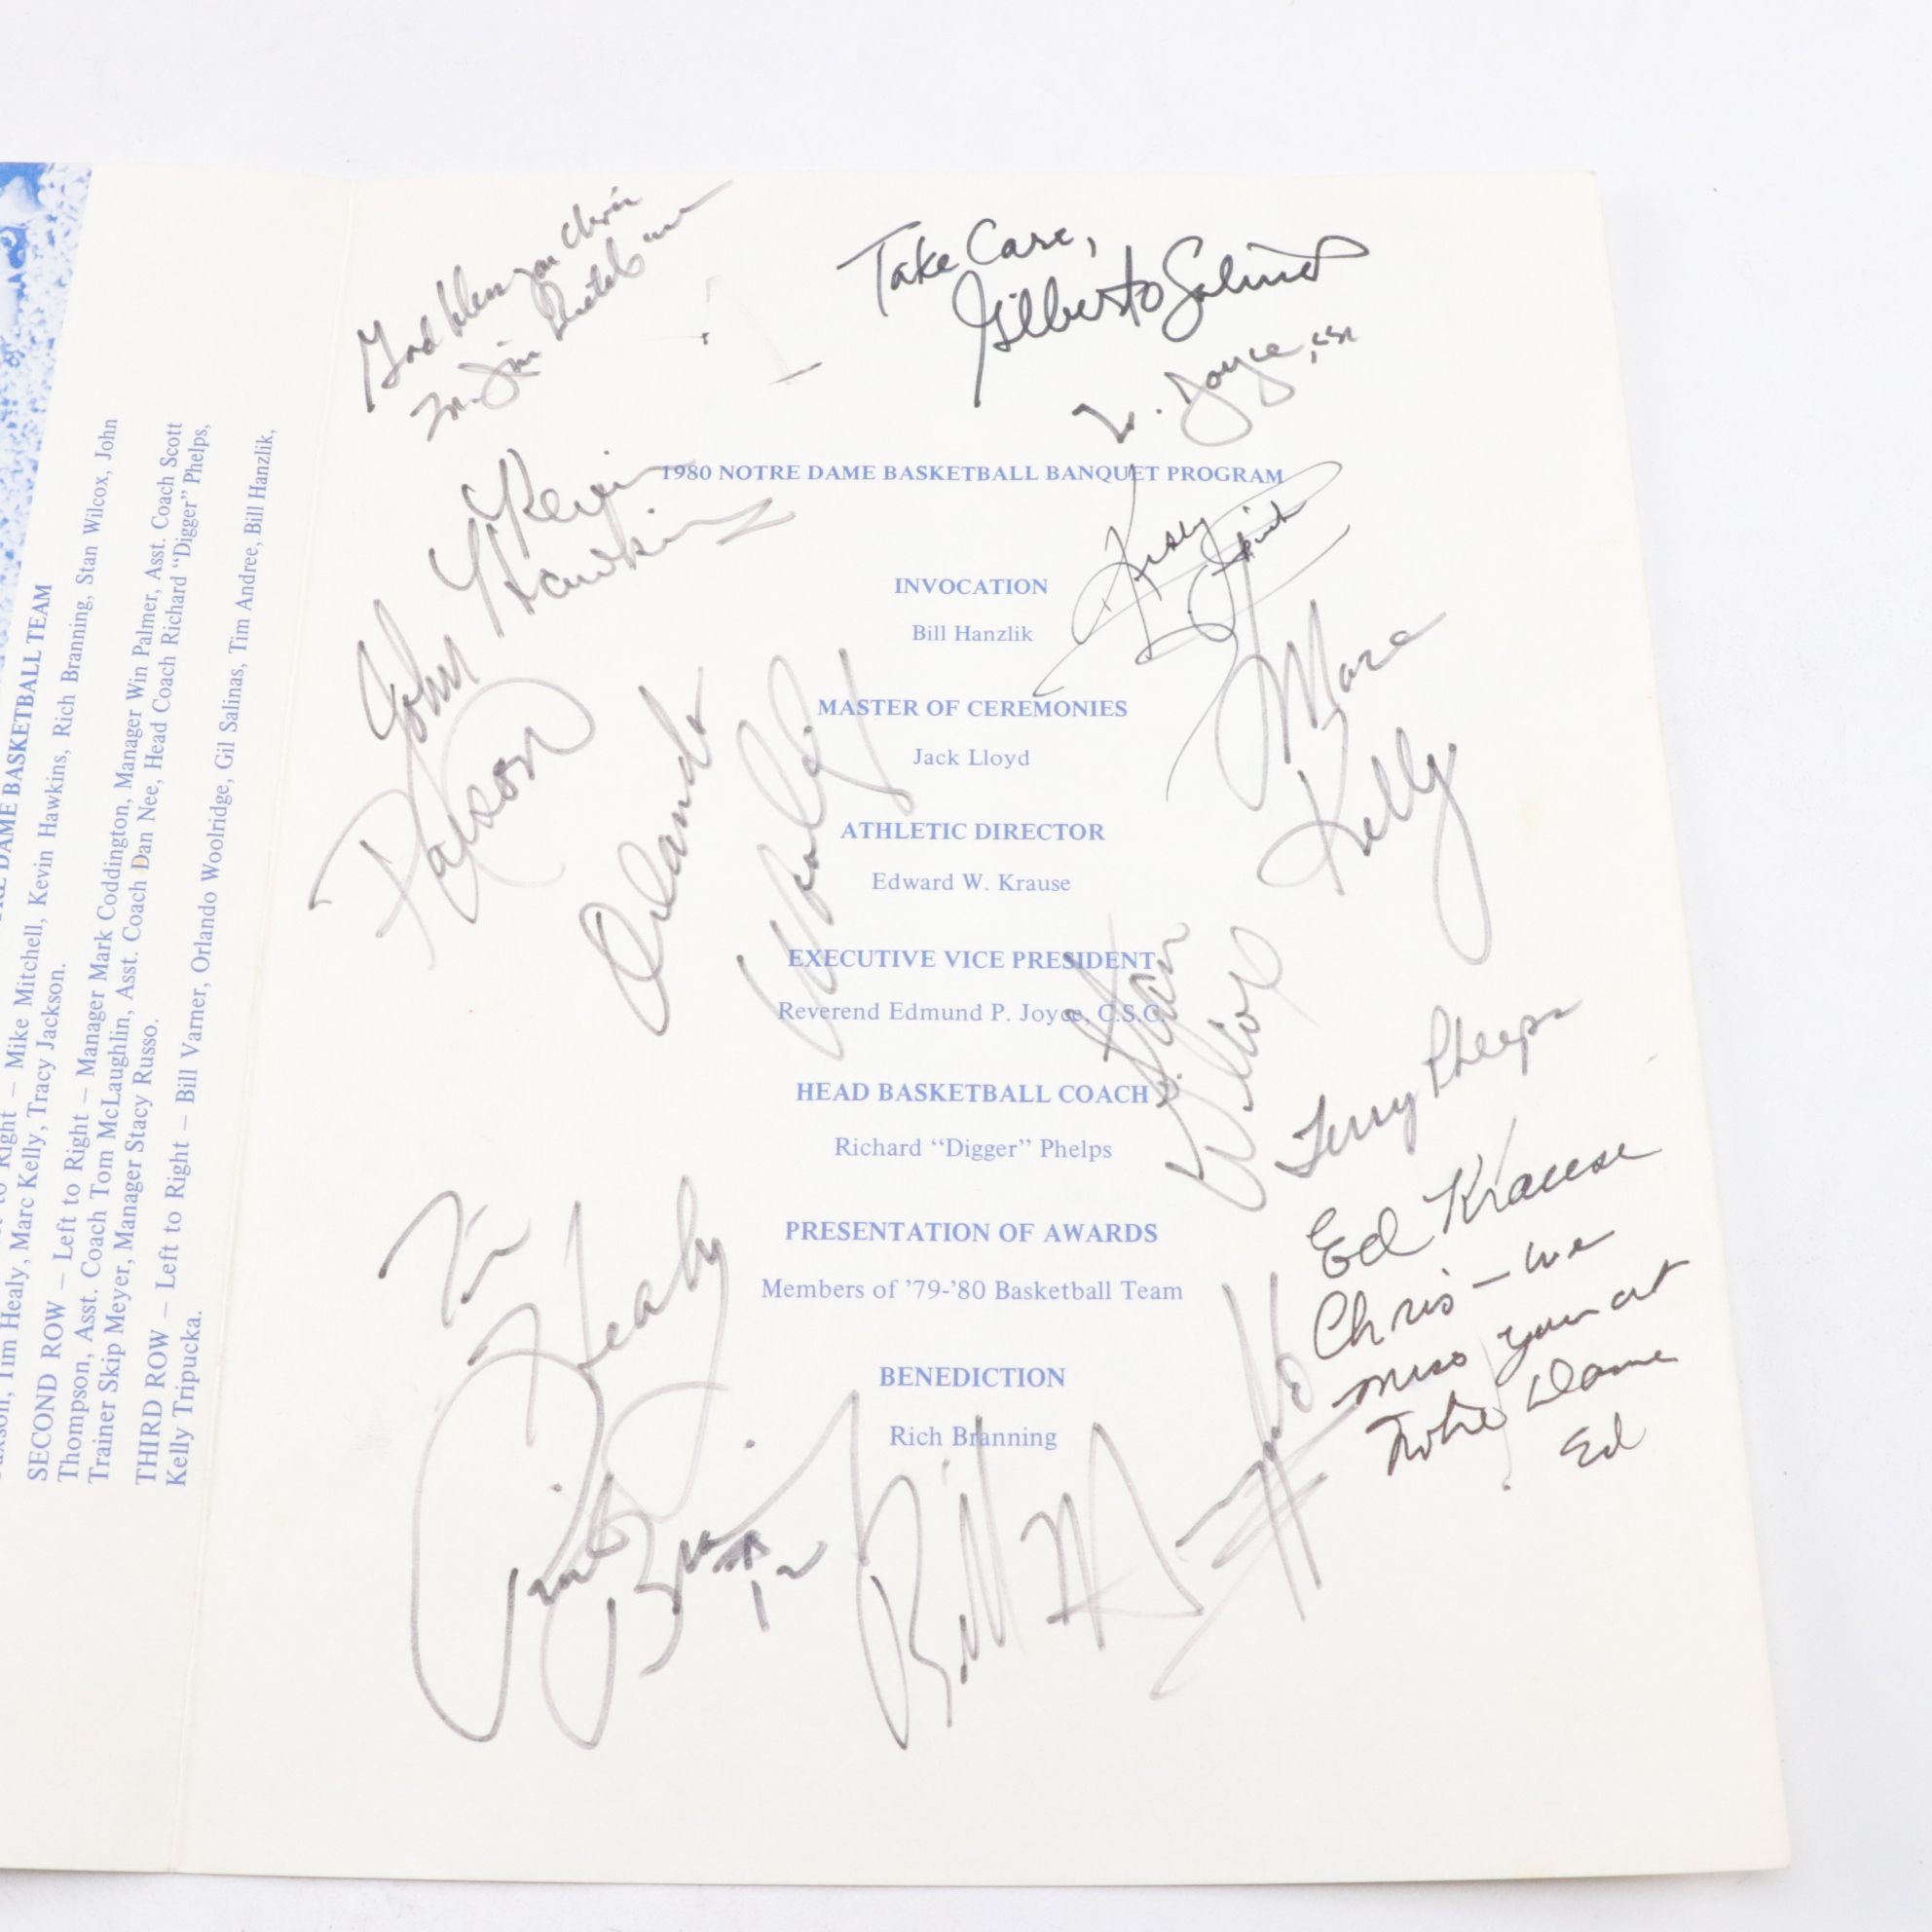 TRE DAME BASKETBALL TEAM
to Right – Mike Mitchell, Kevin Hawkins, Rich Branning, Stan Wilcox, John
Paxson, Tim Healy, Marc Kelly, Tracy Jackson.
SECOND ROW – Left to Right – Manager Mark Coddington, Manager Win Palmer, Asst. Coach Scott
Thompson, Asst. Coach Tom McLaughlin, Asst. Coach Dan Nee, Head Coach Richard “Digger” Phelps,
Trainer Skip Meyer, Manager Stacy Russo.
THIRD ROW – Left to Right – Bill Varner, Orlando Woolridge, Gil Salinas, Tim Andree, Bill Hanzlik,
Kelly Tripucka.
God bless you Chris
Take Care,
Gilberto Salinas
Joyce, csc
1980 NOTRE DAME BASKETBALL BANQUET PROGRAM
Kevin
Hawkins
INVOCATION
Bill Hanzlik
John
Paxson
Marc
Kelly
MASTER OF CEREMONIES
Jack Lloyd
Orlando
ATHLETIC DIRECTOR
Edward W. Krause
EXECUTIVE VICE PRESIDENT
Reverend Edmund P. Joyce, C.S.C.
Stan
Wilcox
HEAD BASKETBALL COACH
Richard “Digger” Phelps
Terry Phelps
PRESENTATION OF AWARDS
Members of ’79-’80 Basketball Team
Tim
Healy
Ed Krause
Chris – we
miss you at
Notre Dame
Ed
BENEDICTION
Rich Branning
Bill